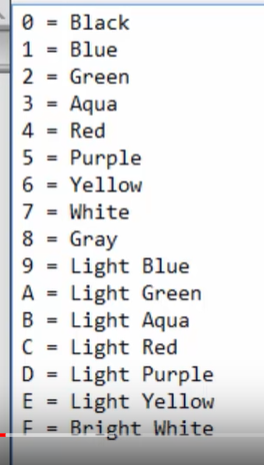 0 = Black
1 = Blue
2 = Green
3 = Aqua
4 = Red
5 = Purple
6 = Yellow
7 = White
8 = Gray
9 = Light Blue
A = Light Green
B = Light Aqua
C = Light Red
D = Light Purple
E = Light Yellow
F = Bright White